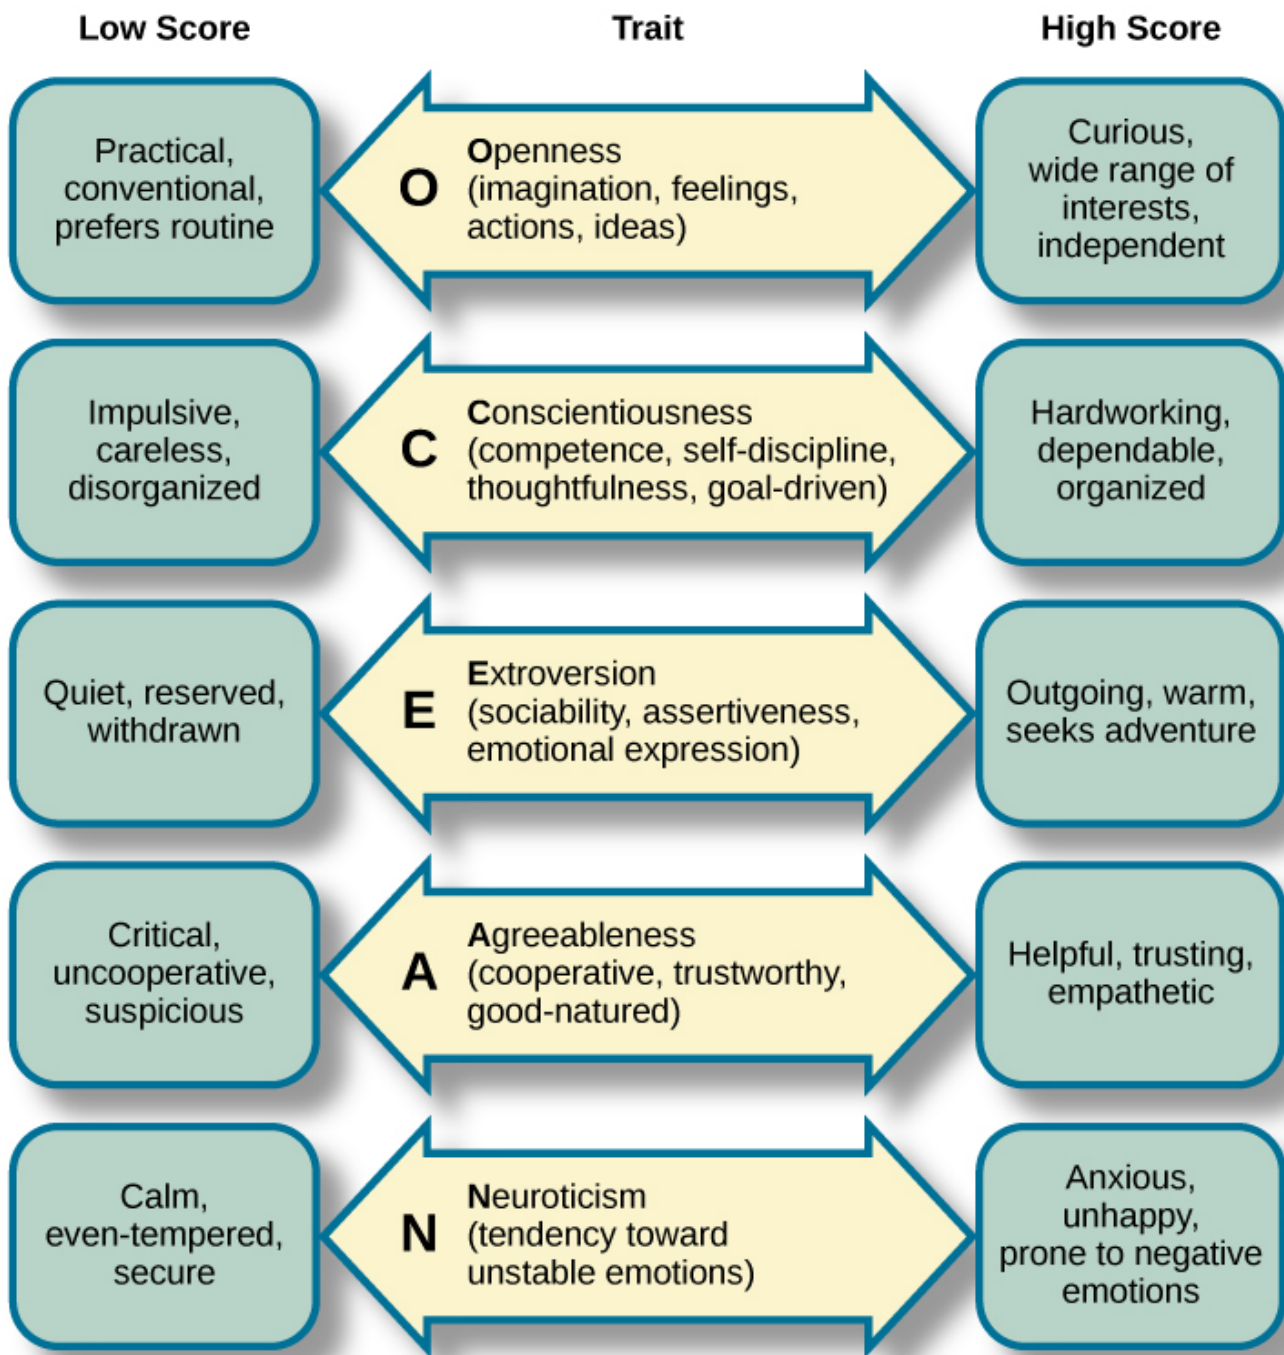 Low Score
Trait
High Score
Practical,
conventional,
prefers routine
O
Openness
(imagination, feelings,
actions, ideas)
Curious,
wide range of
interests,
independent
Impulsive,
careless,
disorganized
C
Conscientiousness
(competence, self-discipline,
thoughtfulness, goal-driven)
Hardworking,
dependable,
organized
Quiet, reserved,
withdrawn
E
Extroversion
(sociability, assertiveness,
emotional expression)
Outgoing, warm,
seeks adventure
Critical,
uncooperative,
suspicious
A
Agreeableness
(cooperative, trustworthy,
good-natured)
Helpful, trusting,
empathetic
Calm,
even-tempered,
secure
N
Neuroticism
(tendency toward
unstable emotions)
Anxious,
unhappy,
prone to negative
emotions